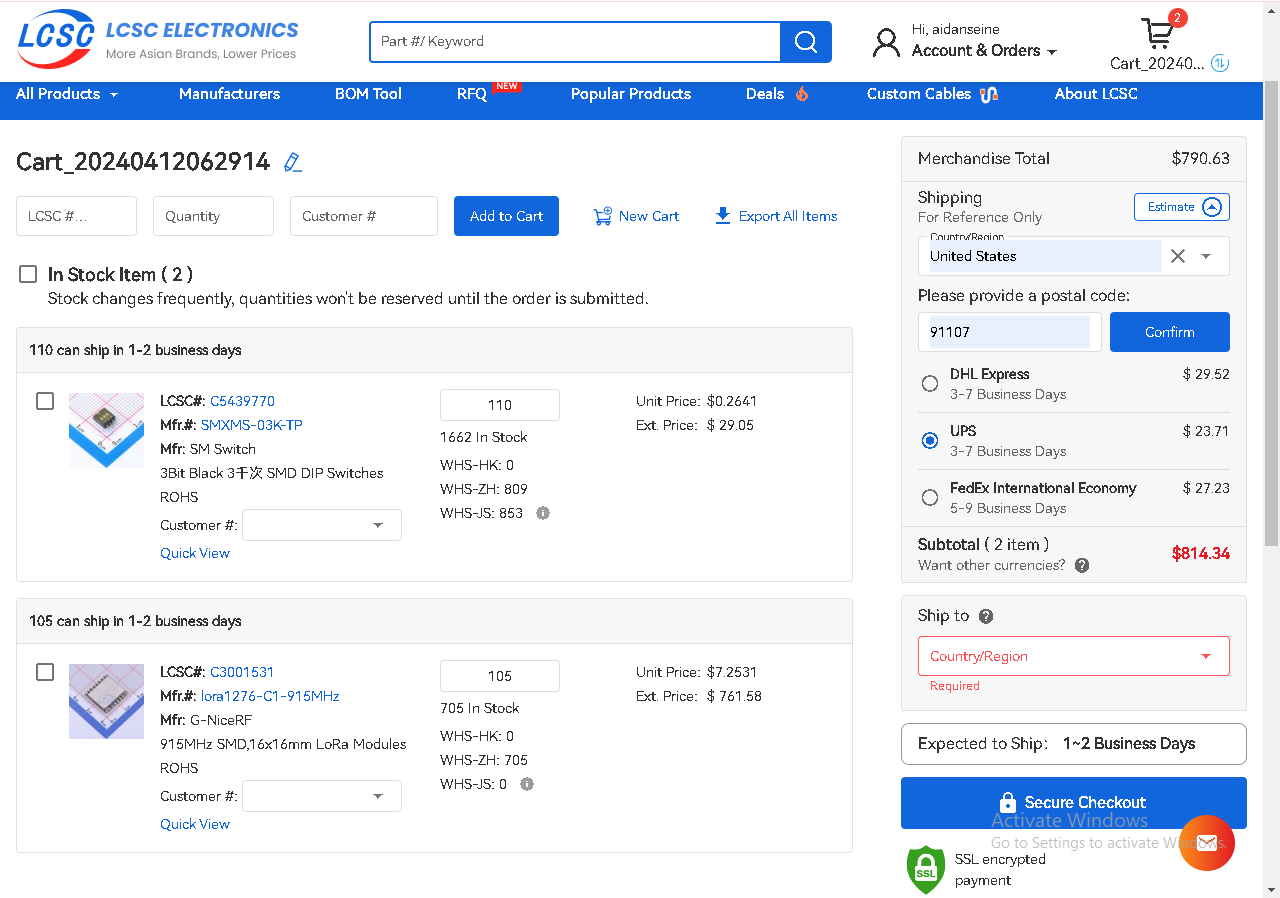 LCSC LCSC ELECTRONICS
More Asian Brands, Lower Prices
Part #/ Keyword
Hi, aidanseine
Account & Orders
2
Cart_20240...
All Products
Manufacturers
BOM Tool
RFQ NEW
Popular Products
Deals
Custom Cables
About LCSC
Cart_20240412062914
LCSC #...
Quantity
Customer #
Add to Cart
New Cart
Export All Items
In Stock Item ( 2 )
Stock changes frequently, quantities won't be reserved until the order is submitted.
110 can ship in 1-2 business days
LCSC#: C5439770
Mfr.#: SMXMS-03K-TP
Mfr: SM Switch
3Bit Black 3千次 SMD DIP Switches
ROHS
Customer #:
Quick View
110
1662 In Stock
WHS-HK: 0
WHS-ZH: 809
WHS-JS: 853
Unit Price: $0.2641
Ext. Price: $ 29.05
105 can ship in 1-2 business days
LCSC#: C3001531
Mfr.#: lora1276-C1-915MHz
Mfr: G-NiceRF
915MHz SMD,16x16mm LoRa Modules
ROHS
Customer #:
Quick View
105
705 In Stock
WHS-HK: 0
WHS-ZH: 705
WHS-JS: 0
Unit Price: $7.2531
Ext. Price: $ 761.58
Merchandise Total $790.63
Shipping
For Reference Only
Estimate
Country/Region
United States
Please provide a postal code:
91107
Confirm
DHL Express $ 29.52
3-7 Business Days
UPS $ 23.71
3-7 Business Days
FedEx International Economy $ 27.23
5-9 Business Days
Subtotal ( 2 item ) $814.34
Want other currencies?
Ship to
Country/Region
Required
Expected to Ship: 1~2 Business Days
Secure Checkout
Activate Windows
Go to Settings to activate Windows.
SSL
SSL encrypted
payment